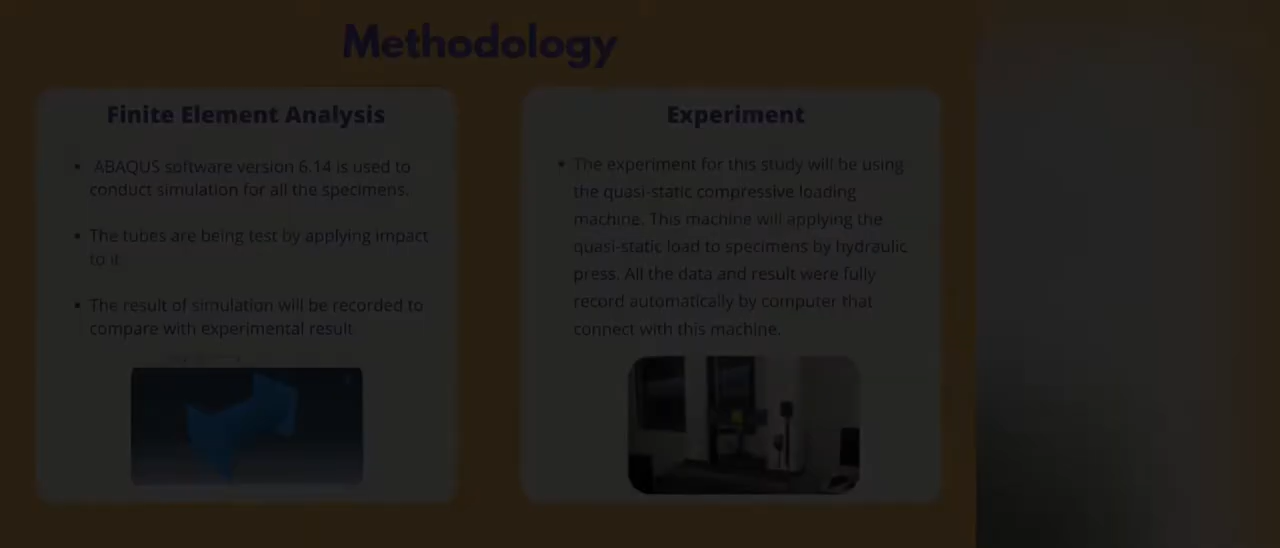 Methodology
Finite Element Analysis
• ABAQUS software version 6.14 is used to
conduct simulation for all the specimens.
• The tubes are being test by applying impact
to it
• The result of simulation will be recorded to
compare with experimental result
Experiment
• The experiment for this study will be using
the quasi-static compressive loading
machine. This machine will applying the
quasi-static load to specimens by hydraulic
press. All the data and result were fully
record automatically by computer that
connect with this machine.